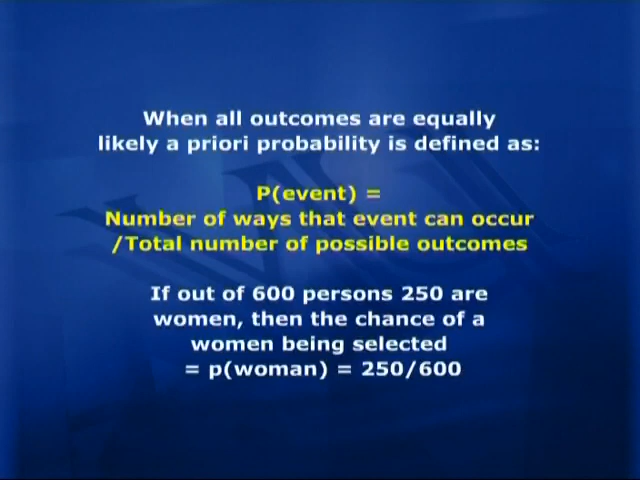 When all outcomes are equally
likely a priori probability is defined as:
P(event) =
Number of ways that event can occur
/Total number of possible outcomes
If out of 600 persons 250 are
women, then the chance of a
women being selected
= p(woman) = 250/600